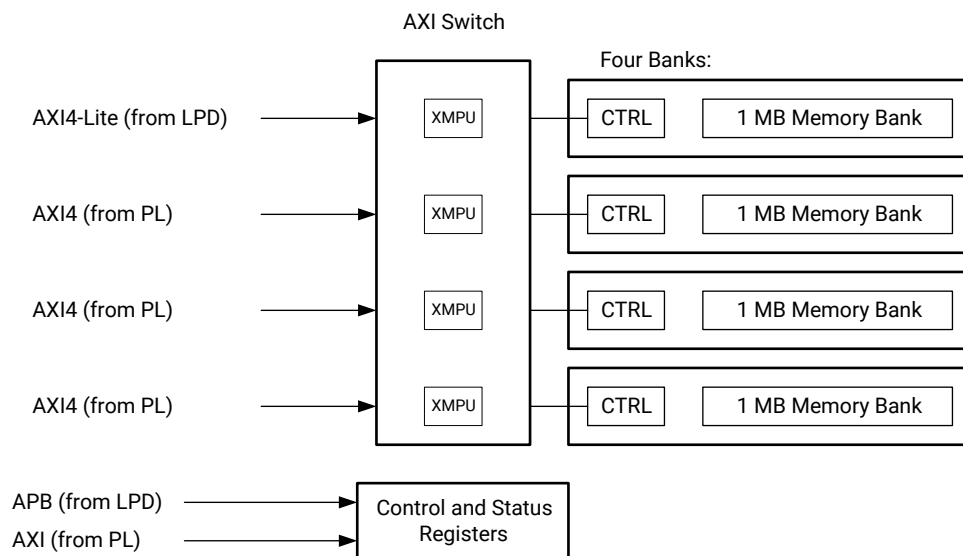 AXI Switch
Four Banks:
AXI4-Lite (from LPD)
XMPU
CTRL
1 MB Memory Bank
AXI4 (from PL)
XMPU
CTRL
1 MB Memory Bank
AXI4 (from PL)
XMPU
CTRL
1 MB Memory Bank
AXI4 (from PL)
XMPU
CTRL
1 MB Memory Bank
APB (from LPD)
AXI (from PL)
Control and Status
Registers